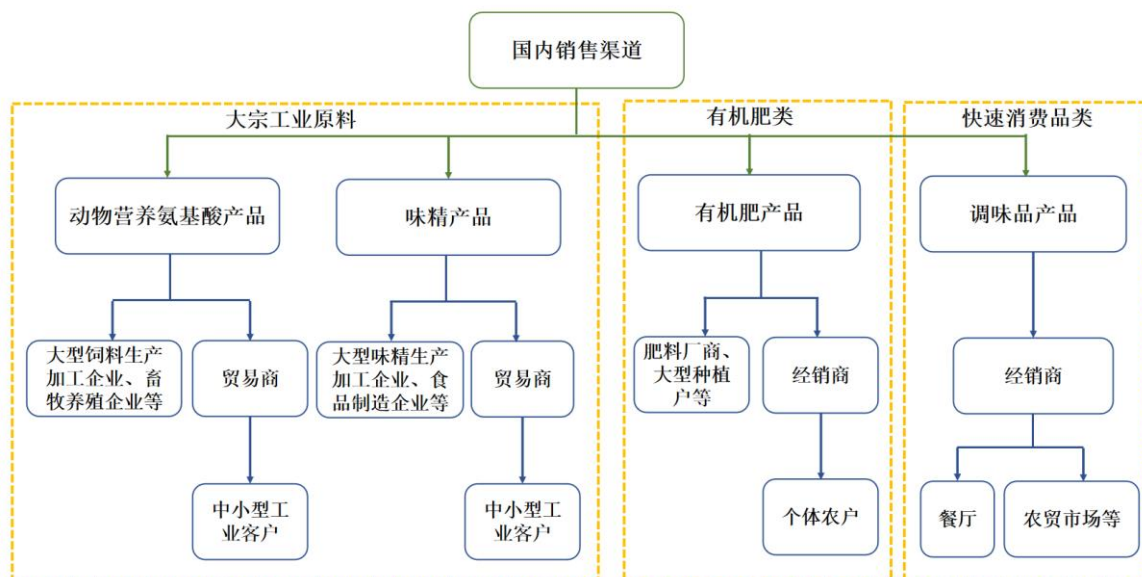 国内销售渠道
大宗工业原料
有机肥类
快速消费品类
动物营养氨基酸产品
味精产品
有机肥产品
调味品产品
大型饲料生产
加工企业、畜
牧养殖企业等
贸易商
大型味精生产
加工企业、食
品制造企业等
贸易商
肥料厂商、
大型种植
户等
经销商
经销商
中小型工
业客户
中小型工
业客户
个体农户
餐厅
农贸市场等